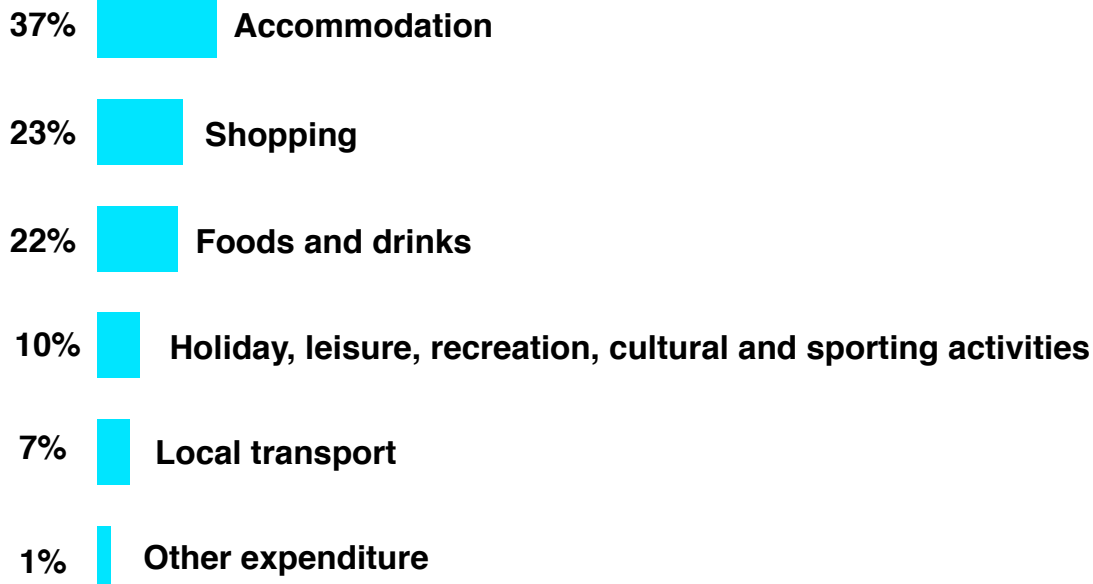 37% Accommodation
23% Shopping
22% Foods and drinks
10% Holiday, leisure, recreation, cultural and sporting activities
7% Local transport
1% Other expenditure